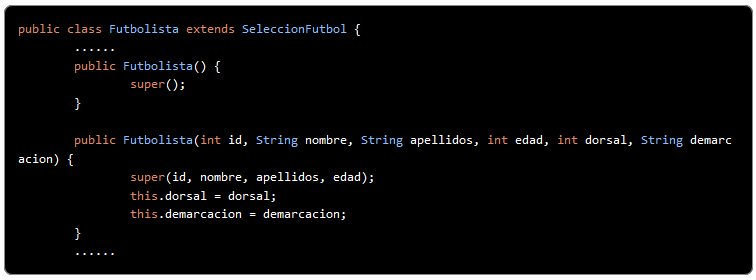 public class Futbolista extends SeleccionFutbol {
        ......
        public Futbolista() {
                super();
        }

        public Futbolista(int id, String nombre, String apellidos, int edad, int dorsal, String demarc
acion) {
                super(id, nombre, apellidos, edad);
                this.dorsal = dorsal;
                this.demarcacion = demarcacion;
        }
        ......